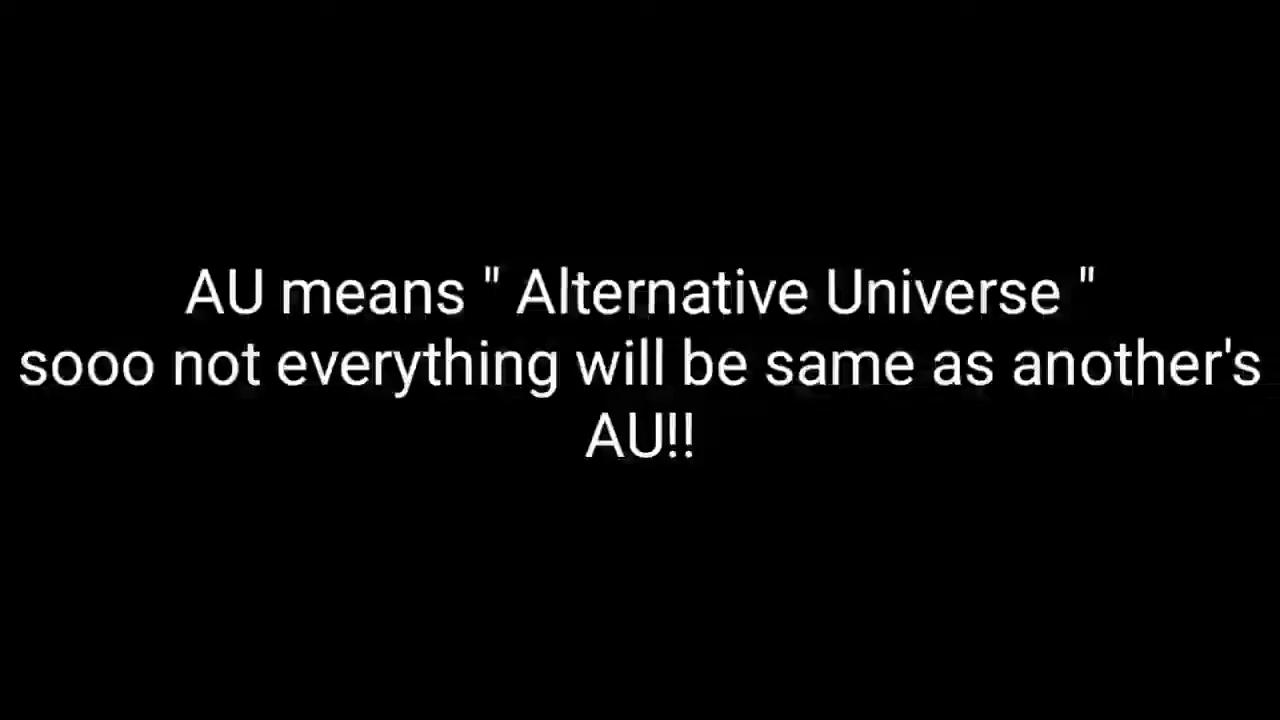 AU means " Alternative Universe "
sooo not everything will be same as another's
AU!!